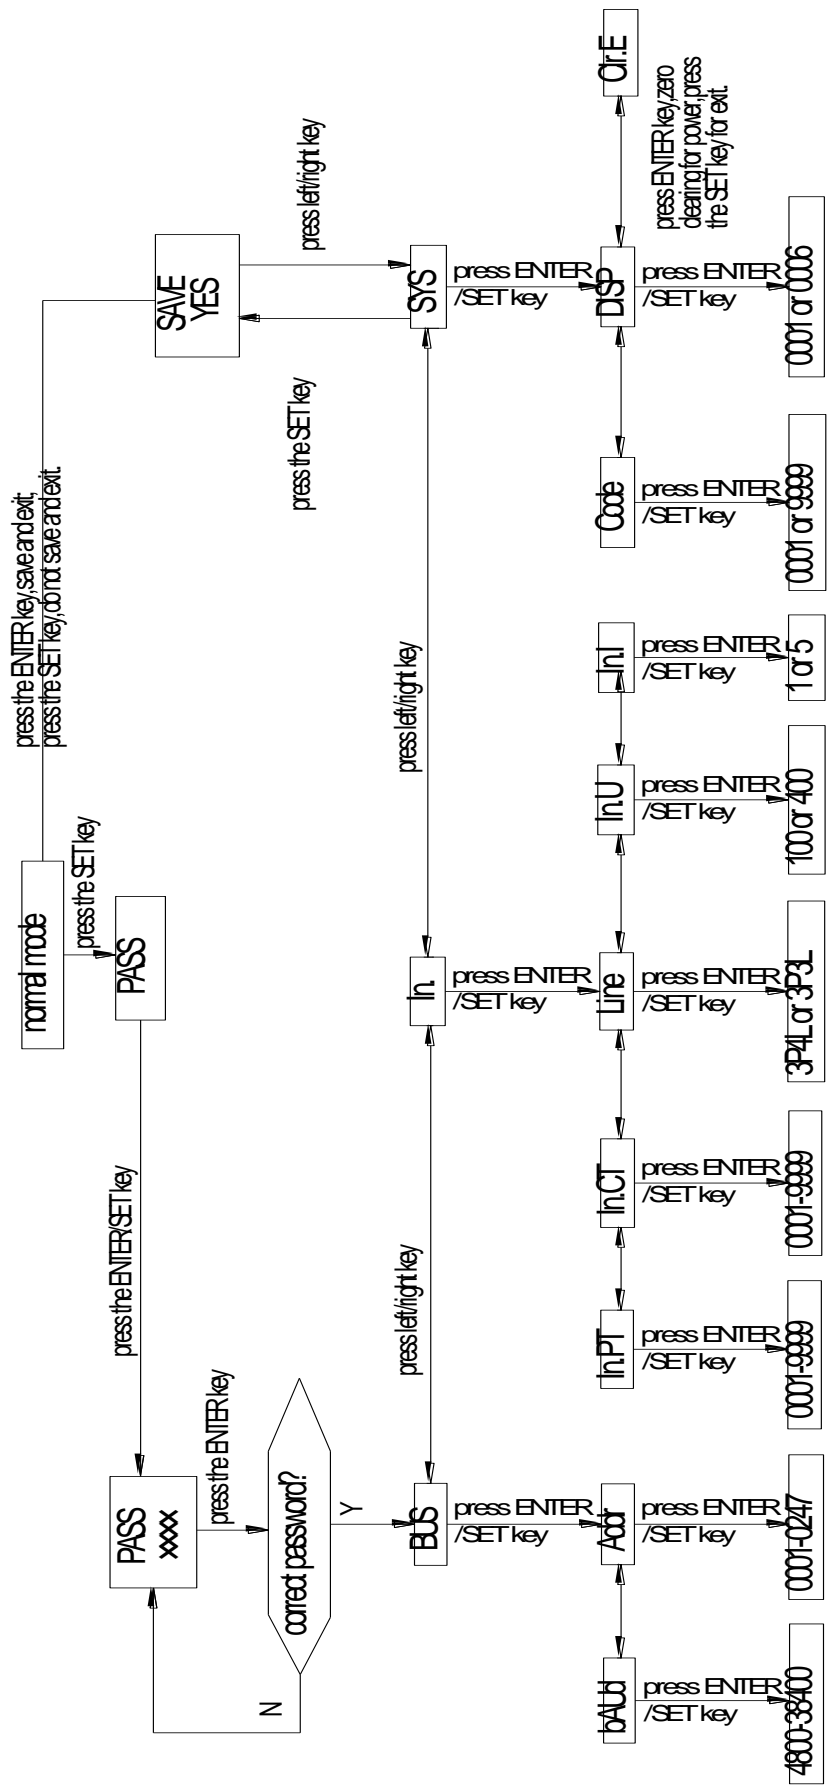 normal mode
press the ENTER key, save and exit,
press the SET key, do not save and exit.
press the SET key
PASS
press the ENTER/SET key
PASS
xxxx
press the ENTER key
correct password?
N
Y
SAVE
YES
press left/right key
press the SET key
BUS
press left/right key
In.
press left/right key
SYS
press ENTER
/SET key
press ENTER
/SET key
press ENTER
/SET key
bAUd
Addr
In.PT
In.CT
Line
In.U
In.I
Code
DISP
Clr.E
press ENTER key, zero
clearing for power, press
the SET key for exit.
press ENTER
/SET key
press ENTER
/SET key
press ENTER
/SET key
press ENTER
/SET key
press ENTER
/SET key
press ENTER
/SET key
press ENTER
/SET key
press ENTER
/SET key
press ENTER
/SET key
4800-38400
0001-0247
0001-9999
0001-9999
3P4L or 3P3L
100 or 400
1 or 5
0001 or 9999
0001 or 0006